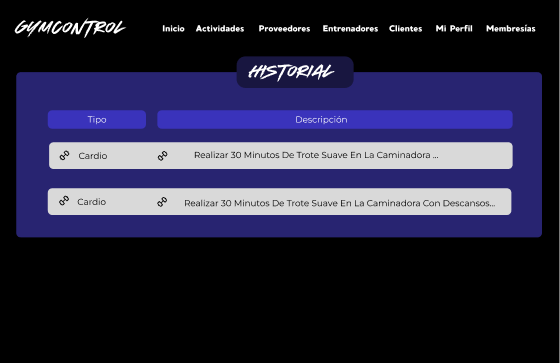 GYMCONTROL
Inicio Actividades Proveedores Entrenadores Clientes Mi Perfil Membresías
HISTORIAL
Tipo Descripción
Cardio Realizar 30 Minutos De Trote Suave En La Caminadora ...
Cardio Realizar 30 Minutos De Trote Suave En La Caminadora Con Descansos...